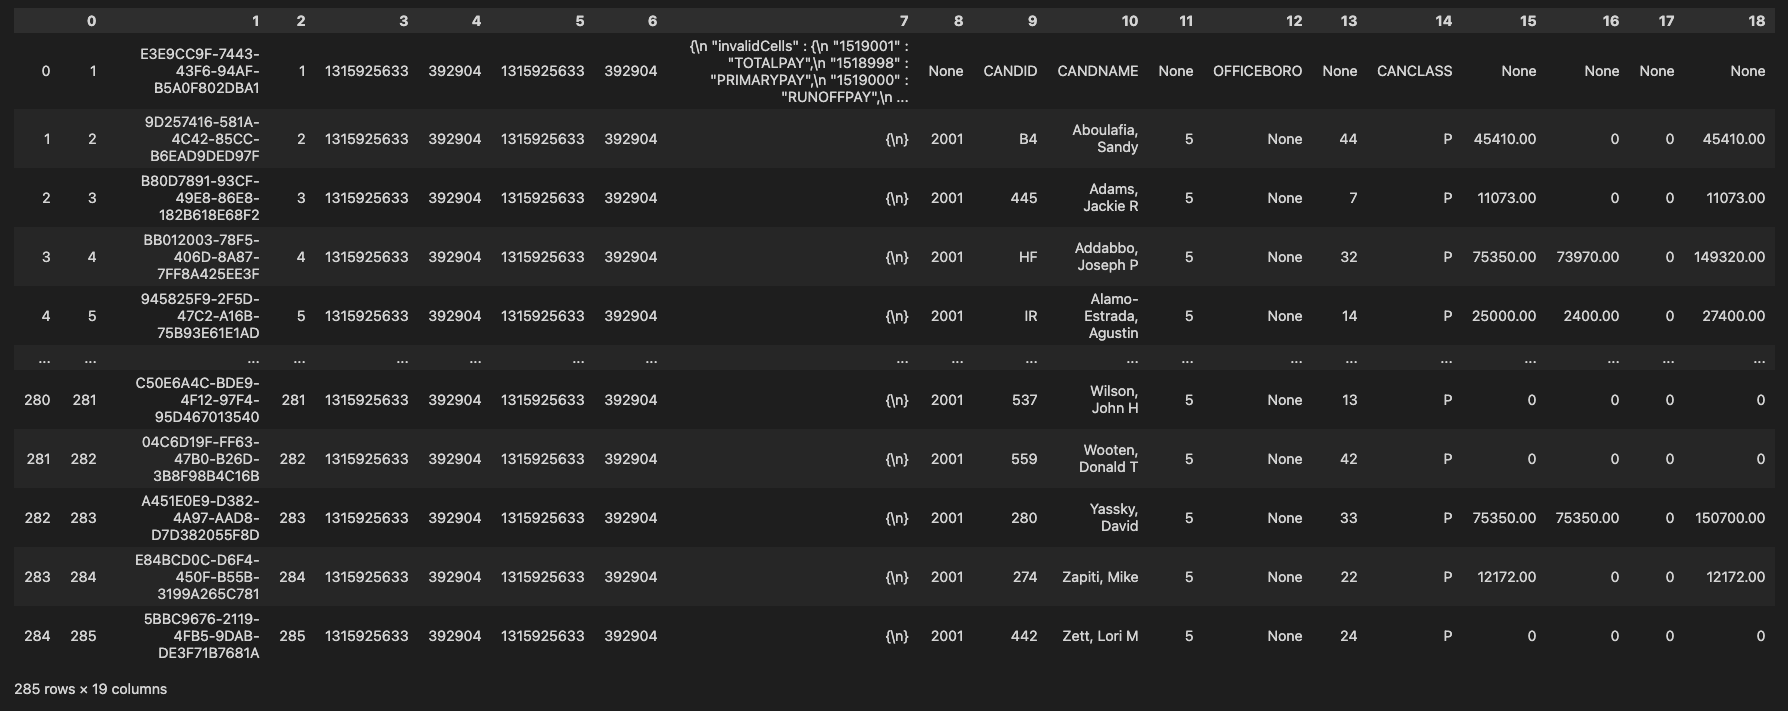 0 1 2 3 4 5 6 7 8 9 10 11 12 13 14 15 16 17 18
0 1 E3E9CC9F-7443-43F6-94AF-B5A0F802DBA1 1 1315925633 392904 1315925633 392904 {\n "invalidCells" : {\n "1519001" : "TOTALPAY",\n "1518998" : "PRIMARYPAY",\n "1519000" : "RUNOFFPAY",\n ... None CANDID CANDNAME None OFFICEBORO None CANCLASS None None None None
1 2 9D257416-581A-4C42-85CC-B6EAD9DED97F 2 1315925633 392904 1315925633 392904 {\n} 2001 B4 Aboulafia, Sandy 5 None 44 P 45410.00 0 0 45410.00
2 3 B80D7891-93CF-49E8-86E8-182B618E68F2 3 1315925633 392904 1315925633 392904 {\n} 2001 445 Adams, Jackie R 5 None 7 P 11073.00 0 0 11073.00
3 4 BB012003-78F5-406D-8A87-7FF8A425EE3F 4 1315925633 392904 1315925633 392904 {\n} 2001 HF Addabbo, Joseph P 5 None 32 P 75350.00 73970.00 0 149320.00
4 5 945825F9-2F5D-47C2-A16B-75B93E61E1AD 5 1315925633 392904 1315925633 392904 {\n} 2001 IR Alamo-Estrada, Agustin 5 None 14 P 25000.00 2400.00 0 27400.00
... ... ... ... ... ... ... ... ... ... ... ... ... ... ... ... ... ... ... ...
280 281 C50E6A4C-BDE9-4F12-97F4-95D467013540 281 1315925633 392904 1315925633 392904 {\n} 2001 537 Wilson, John H 5 None 13 P 0 0 0 0
281 282 04C6D19F-FF63-47B0-B26D-3B8F98B4C16B 282 1315925633 392904 1315925633 392904 {\n} 2001 559 Wooten, Donald T 5 None 42 P 0 0 0 0
282 283 A451E0E9-D382-4A97-AAD8-D7D382055F8D 283 1315925633 392904 1315925633 392904 {\n} 2001 280 Yassky, David 5 None 33 P 75350.00 75350.00 0 150700.00
283 284 E84BCD0C-D6F4-450F-B55B-3199A265C781 284 1315925633 392904 1315925633 392904 {\n} 2001 274 Zapiti, Mike 5 None 22 P 12172.00 0 0 12172.00
284 285 5BBC9676-2119-4FB5-9DAB-DE3F71B7681A 285 1315925633 392904 1315925633 392904 {\n} 2001 442 Zett, Lori M 5 None 24 P 0 0 0 0
285 rows × 19 columns